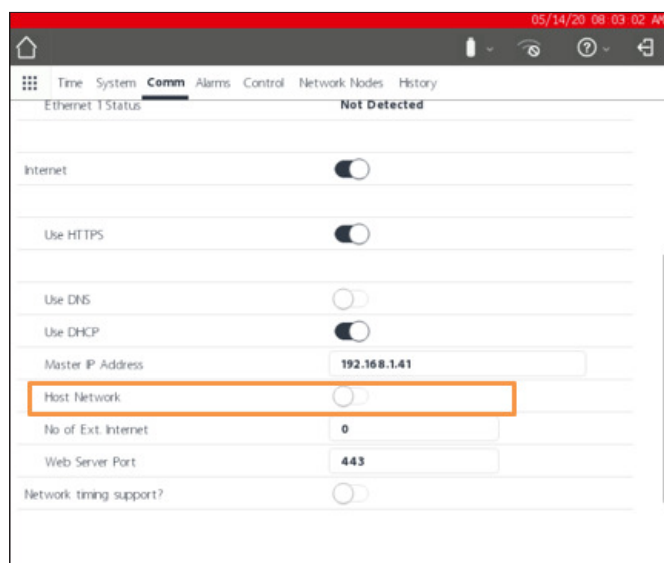 05/14/20 08 03 02 AM
Time System Comm Alarms Control Network Nodes History
Ethernet 1 Status Not Detected
Internet
Use HTTPS
Use DNS
Use DHCP
Master IP Address 192.168.1.41
Host Network
No of Ext. Internet 0
Web Server Port 443
Network timing support?